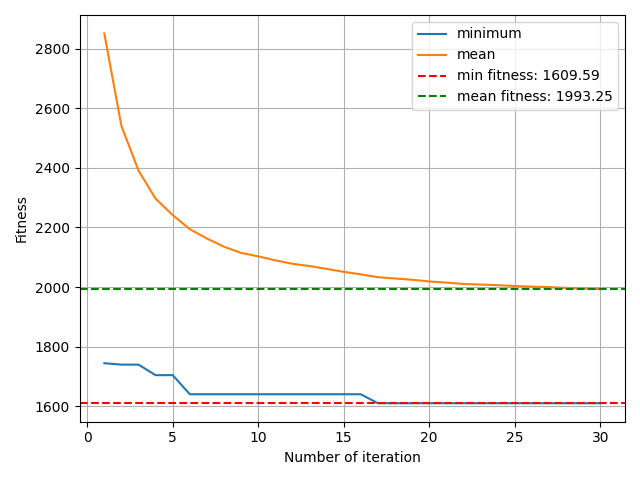 minimum
mean
min fitness: 1609.59
mean fitness: 1993.25
2800
2600
2400
2200
2000
1800
1600
Fitness
0 5 10 15 20 25 30
Number of iteration